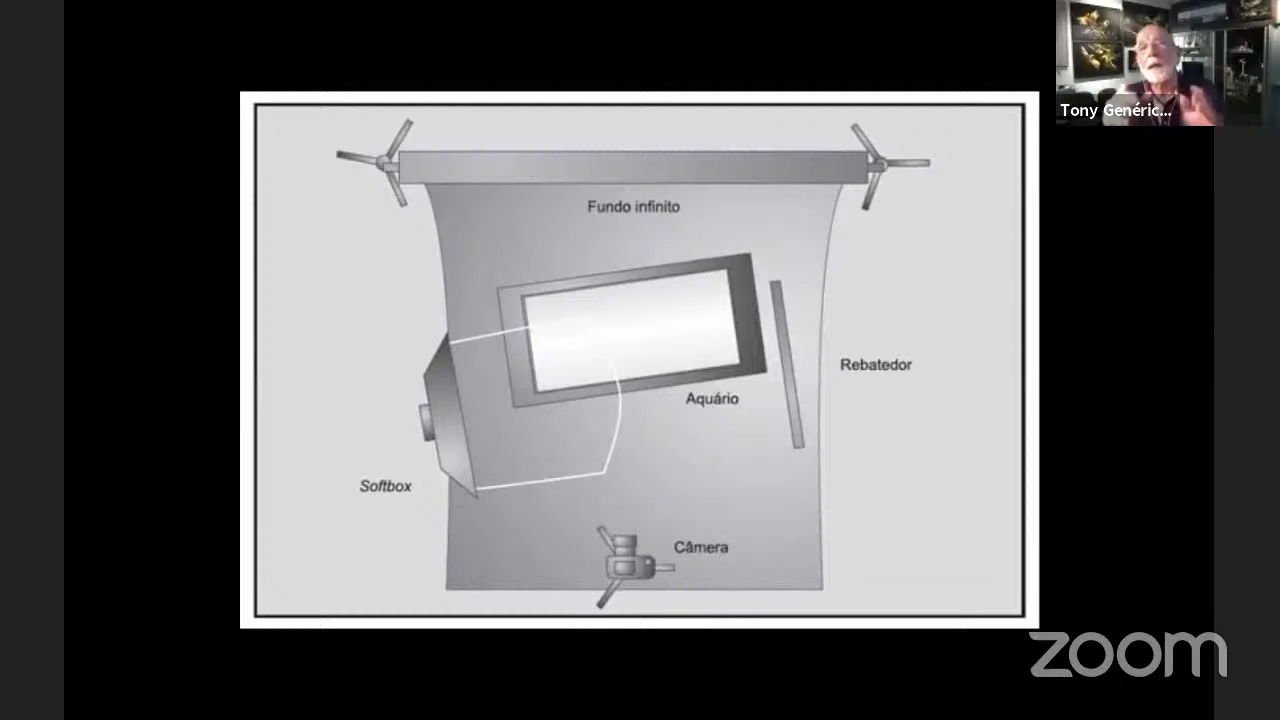 Tony Genéric...
Fundo infinito
Rebatedor
Aquário
Softbox
Câmera
zoom